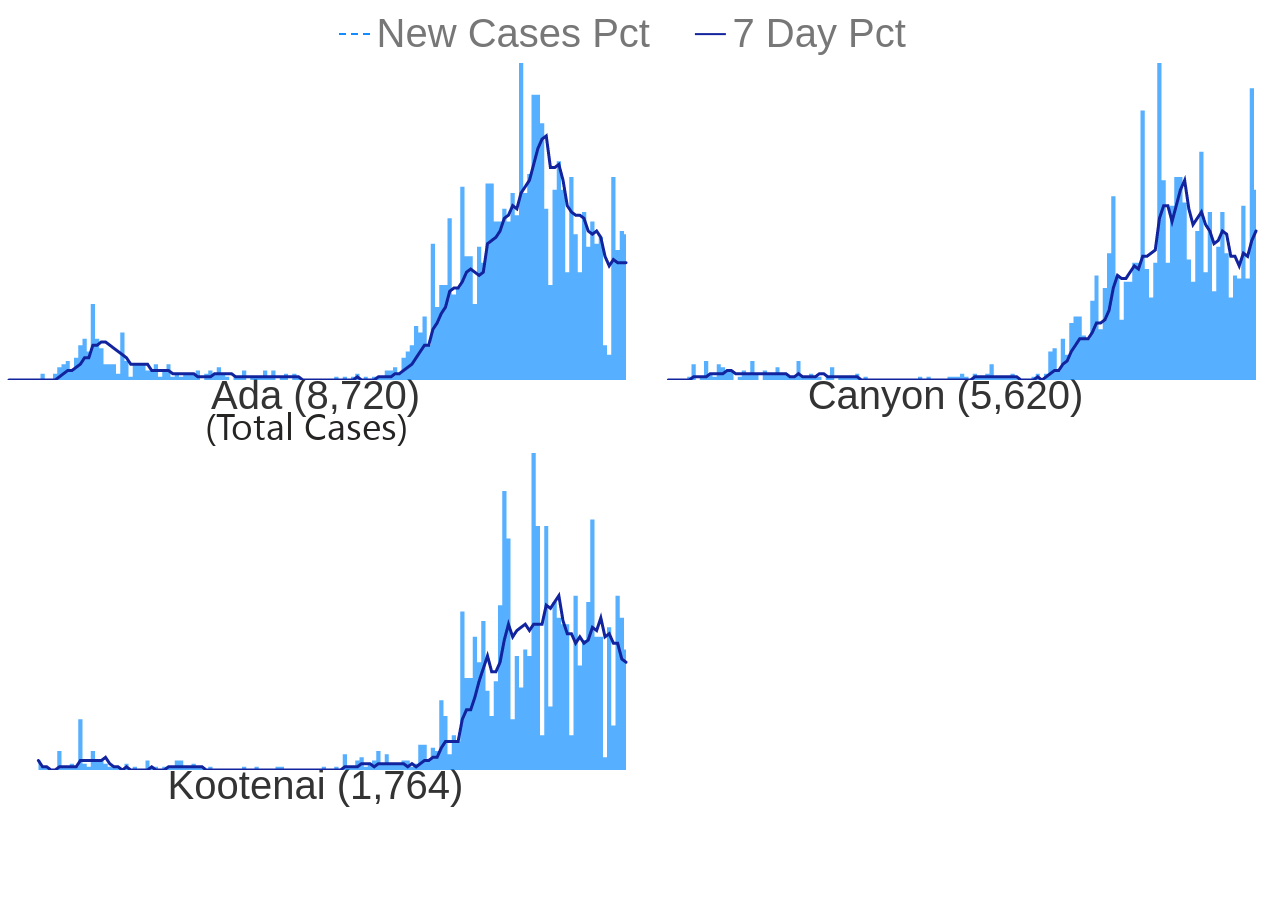 New Cases Pct 7 Day Pct
Ada (8,720)
(Total Cases)
Canyon (5,620)
Kootenai (1,764)